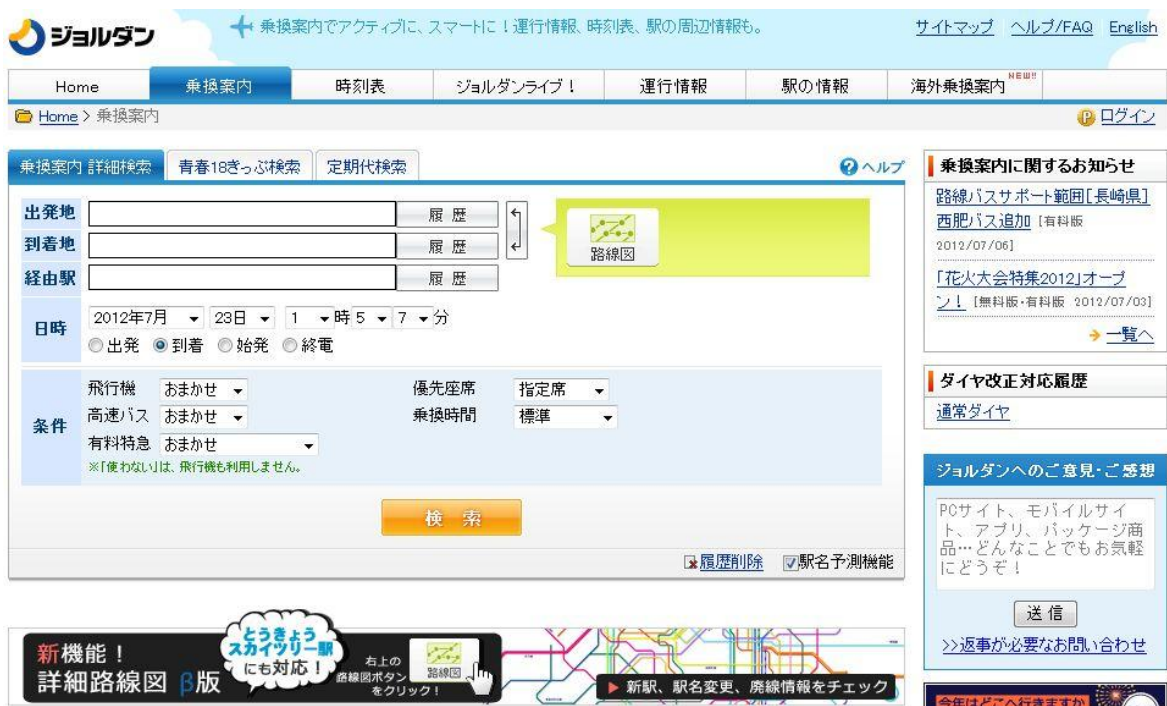 ジョルダン
乗換案内でアクティブに、スマートに！運行情報、時刻表、駅の周辺情報も。
サイトマップ ヘルプ/FAQ English
Home 乗換案内 時刻表 ジョルダンライブ！ 運行情報 駅の情報 海外乗換案内 NEW!!
Home > 乗換案内
P ログイン
乗換案内 詳細検索 青春18きっぷ検索 定期代検索
? ヘルプ
出発地 履歴
到着地 履歴
経由駅 履歴
路線図
日時 2012年7月 23日 1 時 5 7 分
出発 到着 始発 終電
条件
飛行機 おまかせ 優先座席 指定席
高速バス おまかせ 乗換時間 標準
有料特急 おまかせ
※「使わない」は、飛行機も利用しません。
検索
履歴削除 駅名予測機能
乗換案内に関するお知らせ
路線バスサポート範囲[長崎県]
西肥バス追加 [有料版
2012/07/06]
「花火大会特集2012」オープ
ン！ [無料版・有料版 2012/07/03]
一覧へ
ダイヤ改正対応履歴
通常ダイヤ
ジョルダンへのご意見・ご感想
PCサイト、モバイルサイ
ト、アプリ、パッケージ商
品…どんなことでもお気軽
にどうぞ！
送信
>>返事が必要なお問い合わせ
新機能！
詳細路線図 β版
とうきょう
スカイツリー駅
にも対応！
右上の
路線図ボタン
をクリック！
路線図
新駅、駅名変更、廃線情報をチェック
今年はどこへ行きますか